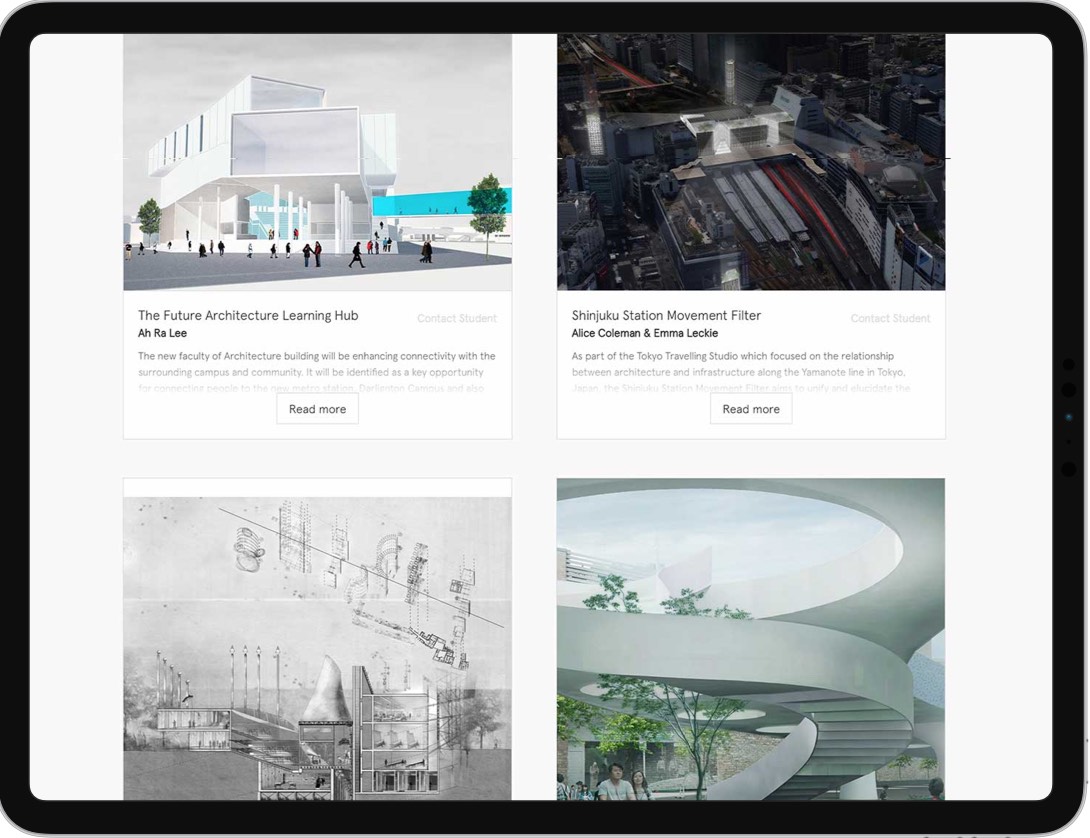 The Future Architecture Learning Hub
Contact Student
Ah Ra Lee
The new faculty of Architecture building will be enhancing connectivity with the
surrounding campus and community. It will be identified as a key opportunity
for connecting people to the new metro station, Darlington Campus and also
Read more
Shinjuku Station Movement Filter
Contact Student
Alice Coleman & Emma Leckie
As part of the Tokyo Travelling Studio which focused on the relationship
between architecture and infrastructure along the Yamanote line in Tokyo,
Japan, the Shinjuku Station Movement Filter aims to unify and elucidate the
Read more